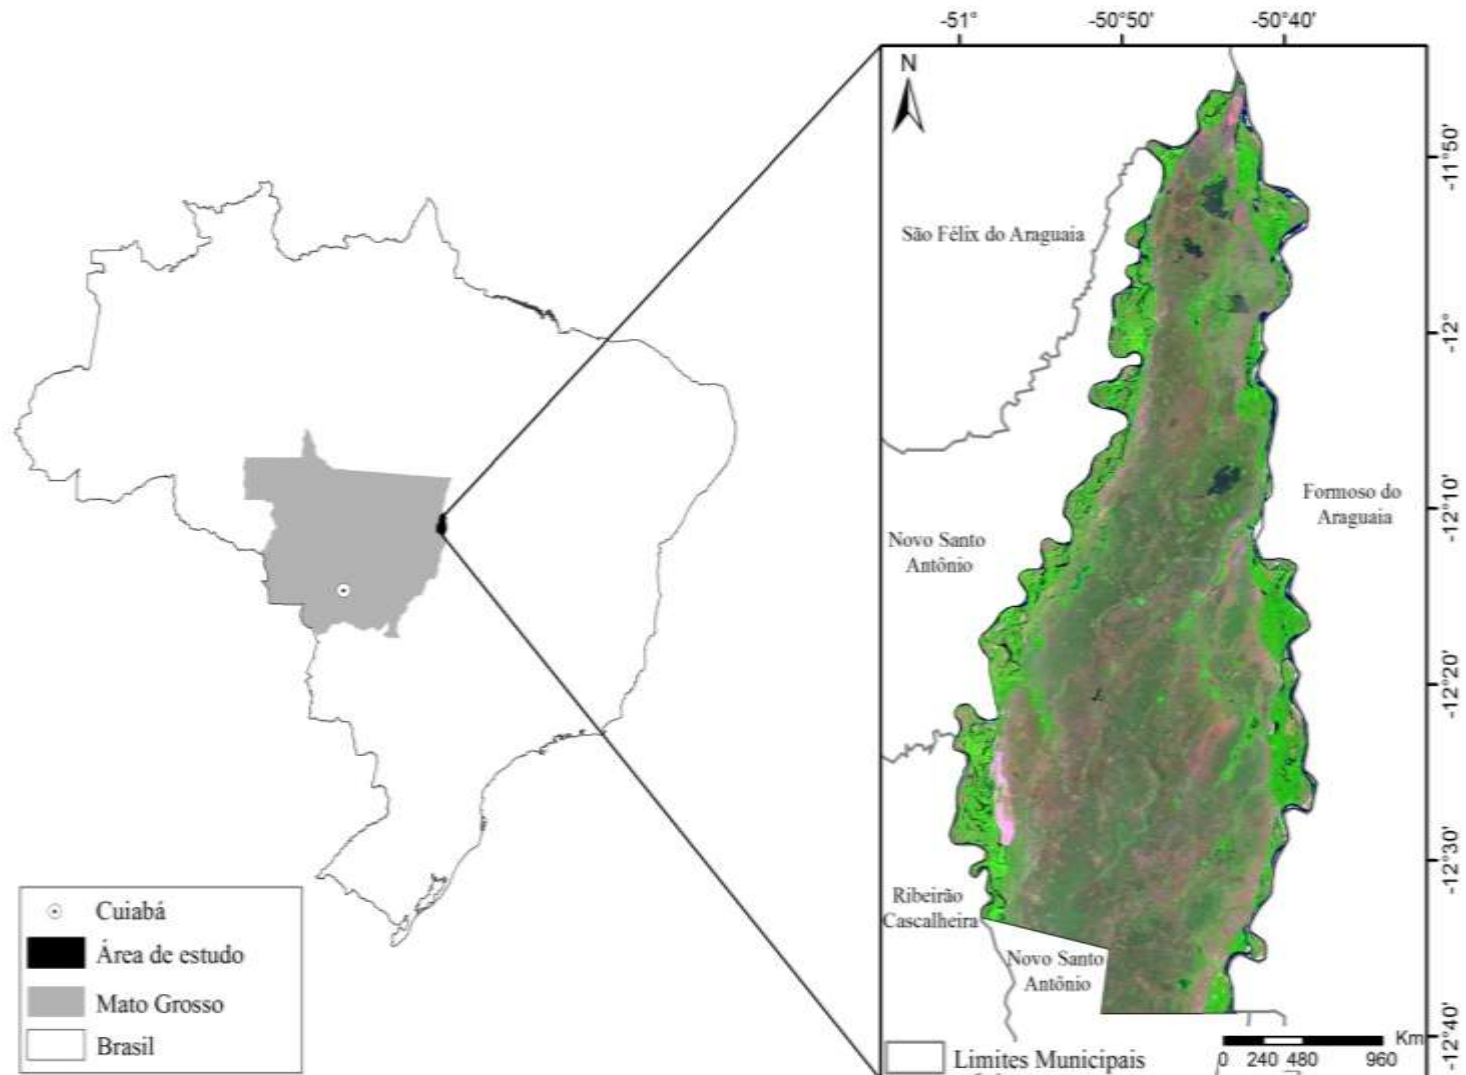 -51° -50°50' -50°40'
N
-11°50'
São Félix do Araguaia
-12°
Formoso do
Araguaia
-12°10'
Novo Santo
Antônio
-12°20'
-12°30'
Ribeirão
Cascalheira
Novo Santo
Antônio
-12°40'
Km
0 240 480 960
Limites Municipais
Cuiabá
Área de estudo
Mato Grosso
Brasil